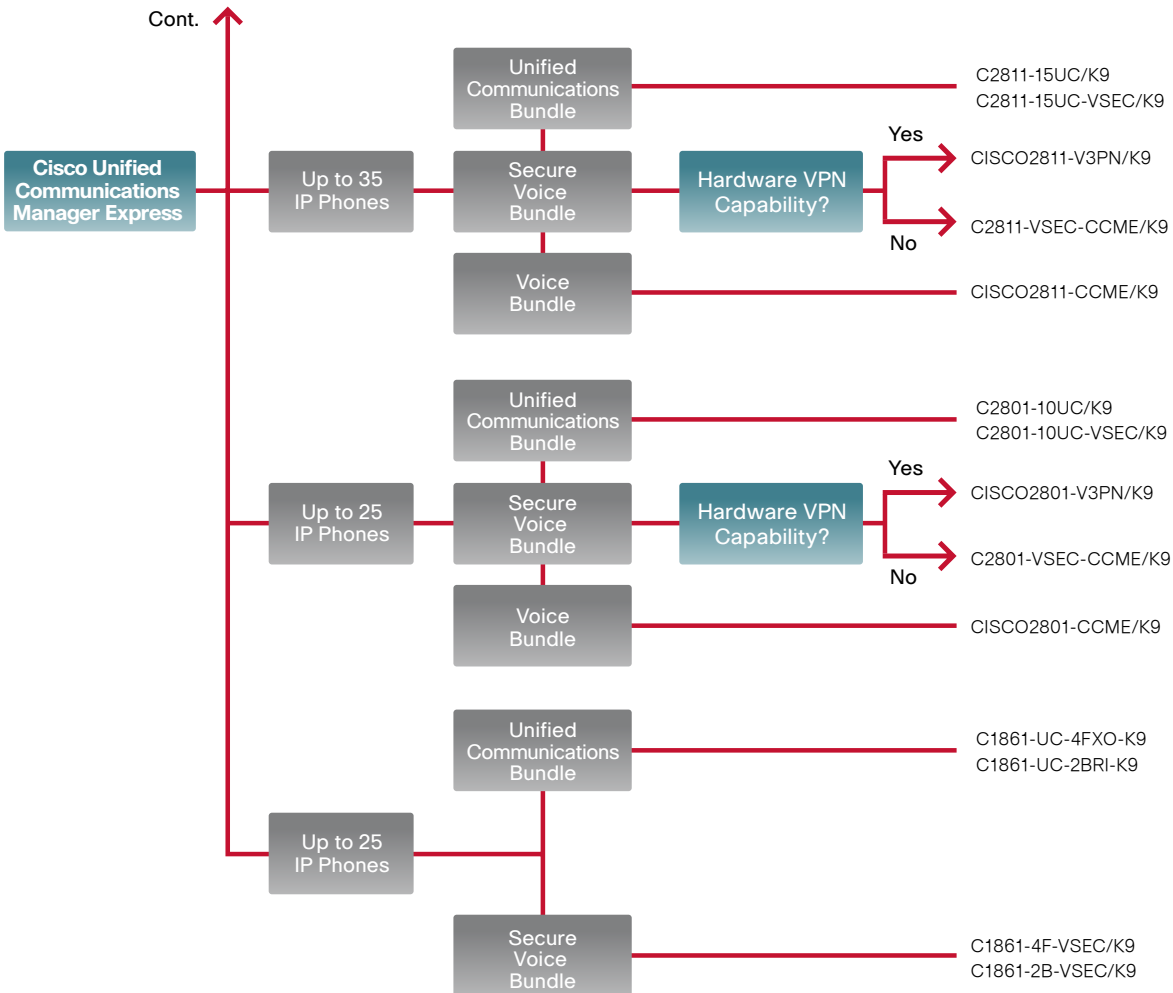 Cont.
Unified
Communications
Bundle
C2811-15UC/K9
C2811-15UC-VSEC/K9
Cisco Unified
Communications
Manager Express
Up to 35
IP Phones
Secure
Voice
Bundle
Hardware VPN
Capability?
Yes
CISCO2811-V3PN/K9
C2811-VSEC-CCME/K9
No
Voice
Bundle
CISCO2811-CCME/K9
Unified
Communications
Bundle
C2801-10UC/K9
C2801-10UC-VSEC/K9
Up to 25
IP Phones
Secure
Voice
Bundle
Hardware VPN
Capability?
Yes
CISCO2801-V3PN/K9
C2801-VSEC-CCME/K9
No
Voice
Bundle
CISCO2801-CCME/K9
Unified
Communications
Bundle
C1861-UC-4FXO-K9
C1861-UC-2BRI-K9
Up to 25
IP Phones
Secure
Voice
Bundle
C1861-4F-VSEC/K9
C1861-2B-VSEC/K9